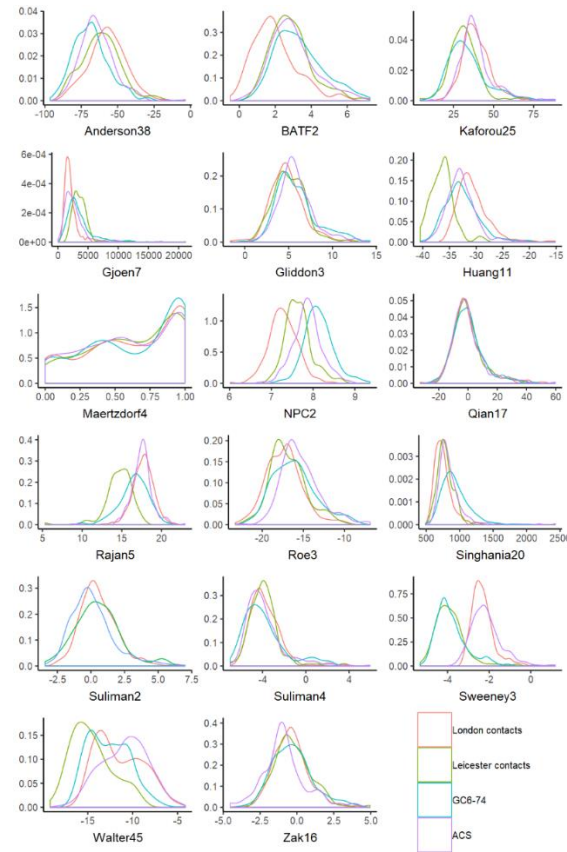 0.04
0.03
0.02
0.01
0.00
-100 -50 0
Anderson38
0.3
0.2
0.1
0.0
0 2 4 6
BATF2
0.04
0.02
0.00
25 50 75
Kaforou25
6e-04
4e-04
2e-04
0e+00
0 5000 10000 15000 20000
Gjoen7
0.2
0.1
0.0
0 5 10 15
Gliddon3
0.20
0.15
0.10
0.05
0.00
-40 -35 -30 -25 -20 -15
Huang11
1.5
1.0
0.5
0.0
0.00 0.25 0.50 0.75 1.00
Maertzdorf4
1.0
0.5
0.0
6 7 8 9
NPC2
0.05
0.04
0.03
0.02
0.01
0.00
-20 0 20 40 60
Qian17
0.4
0.3
0.2
0.1
0.0
5 10 15 20
Rajan5
0.20
0.15
0.10
0.05
0.00
-20 -15 -10
Roe3
0.003
0.002
0.001
0.000
500 1000 1500 2000 2500
Singhania20
0.3
0.2
0.1
0.0
-2.5 0.0 2.5 5.0 7.5
Suliman2
0.3
0.2
0.1
0.0
-4 0 4
Suliman4
0.75
0.50
0.25
0.00
-4 -2 0
Sweeney3
0.15
0.10
0.05
0.00
-15 -10 -5
Walter45
0.4
0.3
0.2
0.1
0.0
-5.0 -2.5 0.0 2.5 5.0
Zak16
London contacts
Leicester contacts
GC6-74
ACS